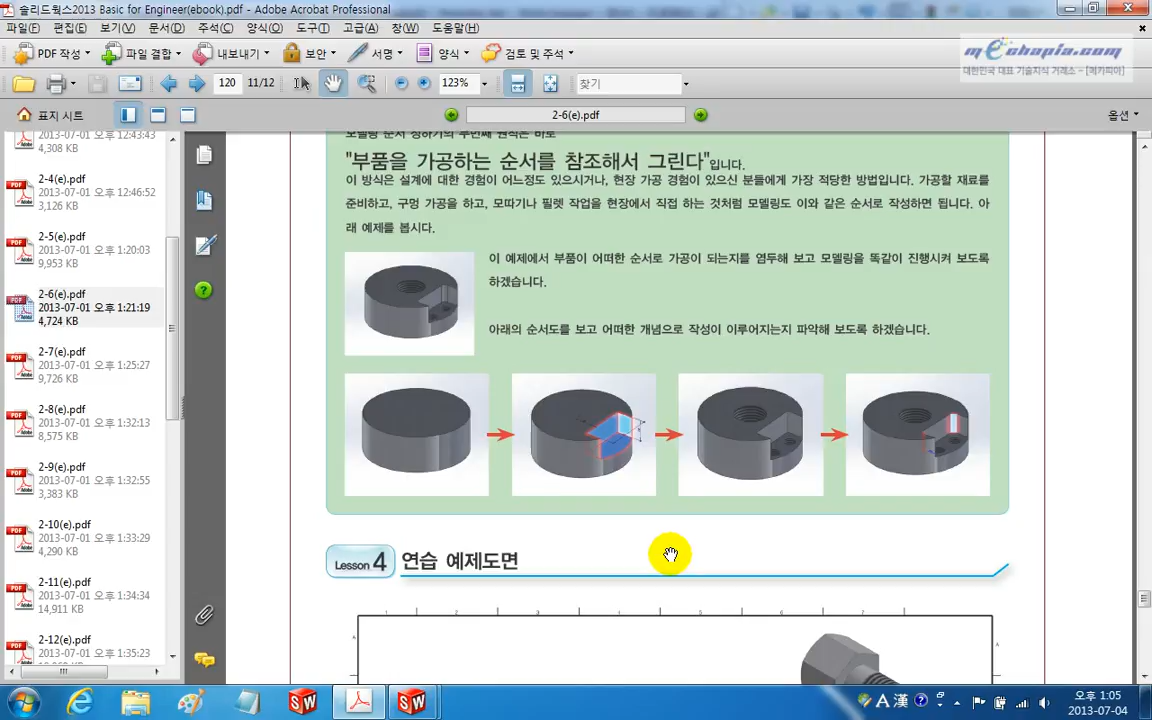 솔리드웍스2013 Basic for Engineer(ebook).pdf - Adobe Acrobat Professional
파일(F) 편집(E) 보기(V) 문서(D) 주석(C) 양식(O) 도구(T) 고급(A) 창(W) 도움말(H)
PDF 작성 파일 결합 내보내기 보안 서명 양식 검토 및 주석
mechapia.com
대한민국 대표 기술지식 거래소 - [메카피아]
120 11/12 123% 찾기
표지 시트 2-6(e).pdf 옵션
2013-07-01 오후 12:43:43
4,308 KB
2-4(e).pdf
2013-07-01 오후 12:46:52
3,126 KB
2-5(e).pdf
2013-07-01 오후 1:20:03
9,953 KB
2-6(e).pdf
2013-07-01 오후 1:21:19
4,724 KB
2-7(e).pdf
2013-07-01 오후 1:25:27
9,726 KB
2-8(e).pdf
2013-07-01 오후 1:32:13
8,575 KB
2-9(e).pdf
2013-07-01 오후 1:32:55
3,383 KB
2-10(e).pdf
2013-07-01 오후 1:33:29
4,290 KB
2-11(e).pdf
2013-07-01 오후 1:34:34
14,911 KB
2-12(e).pdf
2013-07-01 오후 1:35:23
모델링 순서 정하기의 두번째 원칙은 바로
"부품을 가공하는 순서를 참조해서 그린다"입니다.
이 방식은 설계에 대한 경험이 어느정도 있으시거나, 현장 가공 경험이 있으신 분들에게 가장 적당한 방법입니다. 가공할 재료를
준비하고, 구멍 가공을 하고, 모따기나 필렛 작업을 현장에서 직접 하는 것처럼 모델링도 이와 같은 순서로 작성하면 됩니다. 아
래 예제를 봅시다.
이 예제에서 부품이 어떠한 순서로 가공이 되는지를 염두해 보고 모델링을 똑같이 진행시켜 보도록
하겠습니다.
아래의 순서도를 보고 어떠한 개념으로 작성이 이루어지는지 파악해 보도록 하겠습니다.
Lesson 4 연습 예제도면
A 漢
오후 1:05
2013-07-04